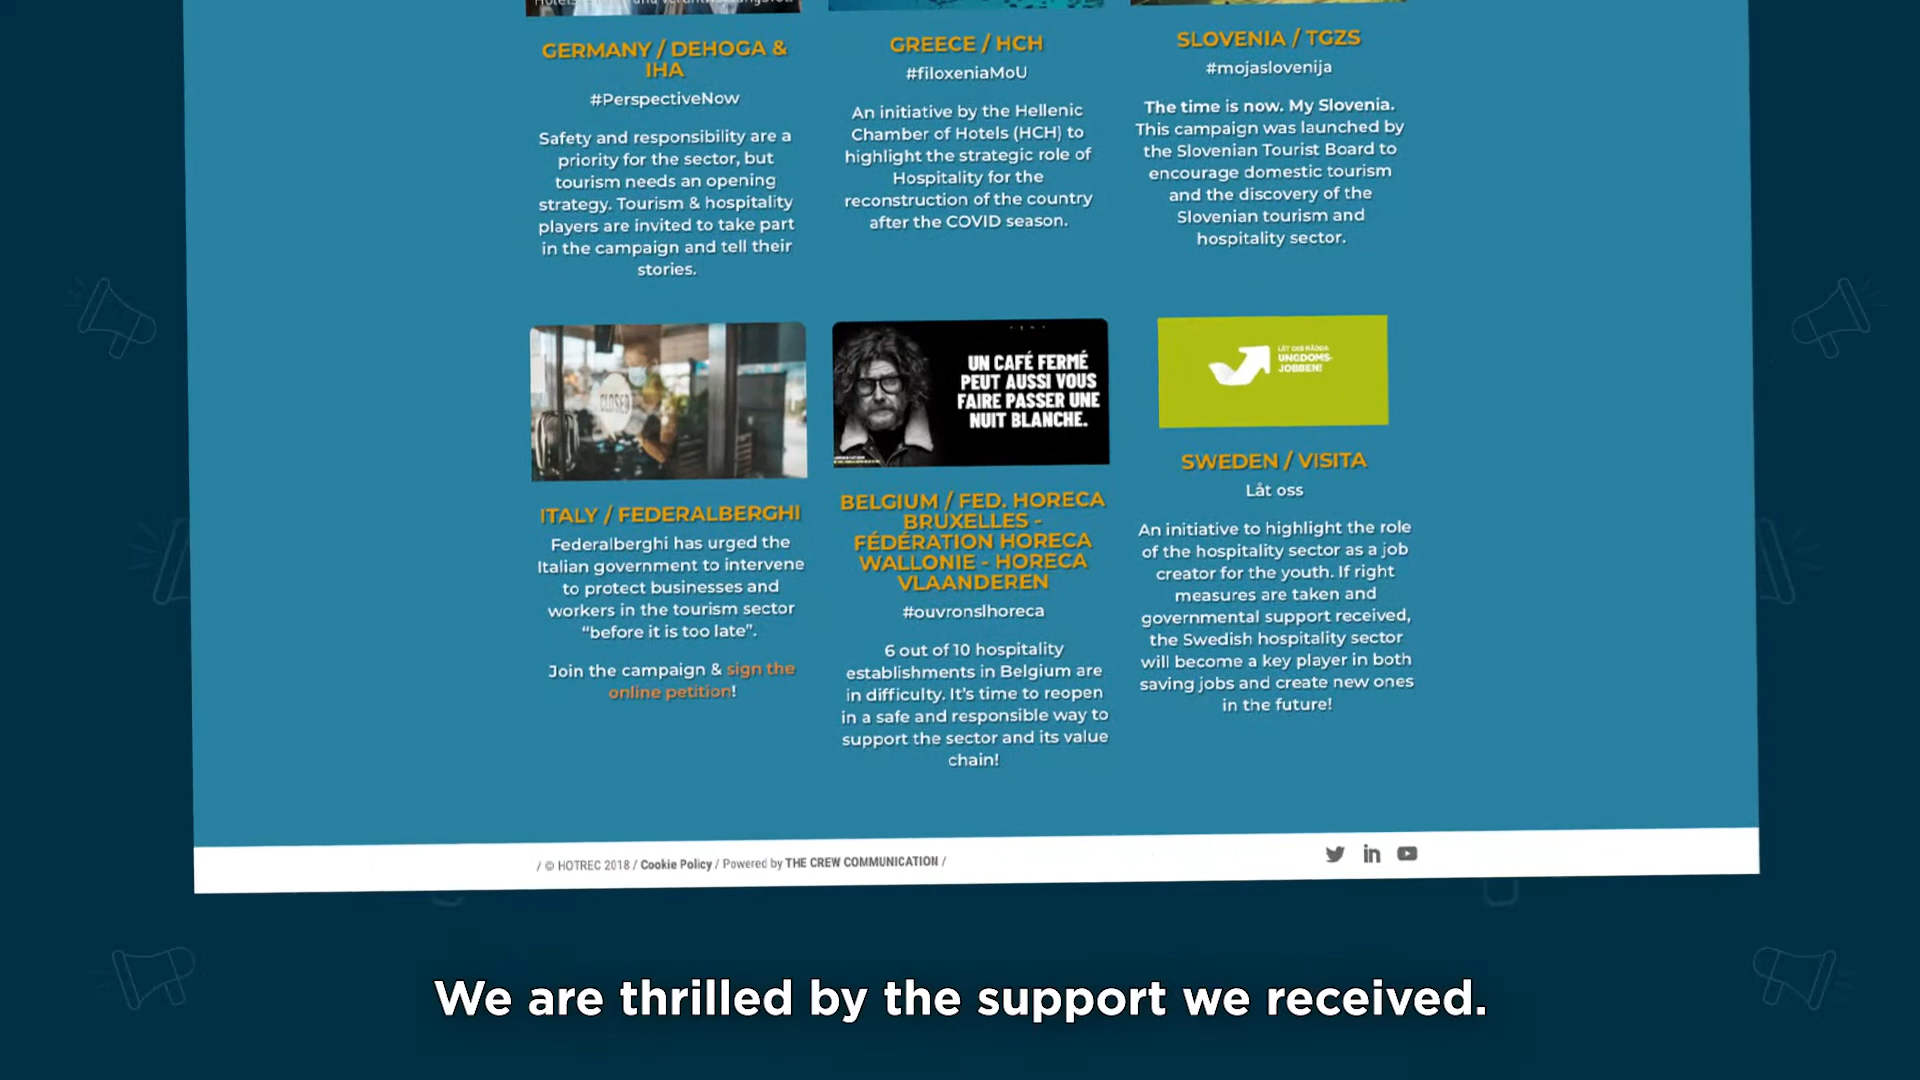 GERMANY / DEHOGA &
IHA
#PerspectiveNow
Safety and responsibility are a
priority for the sector, but
tourism needs an opening
strategy. Tourism & hospitality
players are invited to take part
in the campaign and tell their
stories.
GREECE / HCH
#filoxeniaMoU
An initiative by the Hellenic
Chamber of Hotels (HCH) to
highlight the strategic role of
Hospitality for the
reconstruction of the country
after the COVID season.
SLOVENIA / TGZS
#mojaslovenija
The time is now. My Slovenia.
This campaign was launched by
the Slovenian Tourist Board to
encourage domestic tourism
and the discovery of the
Slovenian tourism and
hospitality sector.
CLOSED
ITALY / FEDERALBERGHI
Federalberghi has urged the
Italian government to intervene
to protect businesses and
workers in the tourism sector
“before it is too late”.
Join the campaign & sign the
online petition!
UN CAFÉ FERMÉ
PEUT AUSSI VOUS
FAIRE PASSER UNE
NUIT BLANCHE.
BELGIUM / FED. HORECA
BRUXELLES -
FÉDÉRATION HORECA
WALLONIE - HORECA
VLAANDEREN
#ouvronslhoreca
6 out of 10 hospitality
establishments in Belgium are
in difficulty. It’s time to reopen
in a safe and responsible way to
support the sector and its value
chain!
LÅT OSS RÄDDA
UNGDOMS-
JOBBEN!
SWEDEN / VISITA
Låt oss
An initiative to highlight the role
of the hospitality sector as a job
creator for the youth. If right
measures are taken and
governmental support received,
the Swedish hospitality sector
will become a key player in both
saving jobs and create new ones
in the future!
/ © HOTREC 2018 / Cookie Policy / Powered by THE CREW COMMUNICATION /
We are thrilled by the support we received.